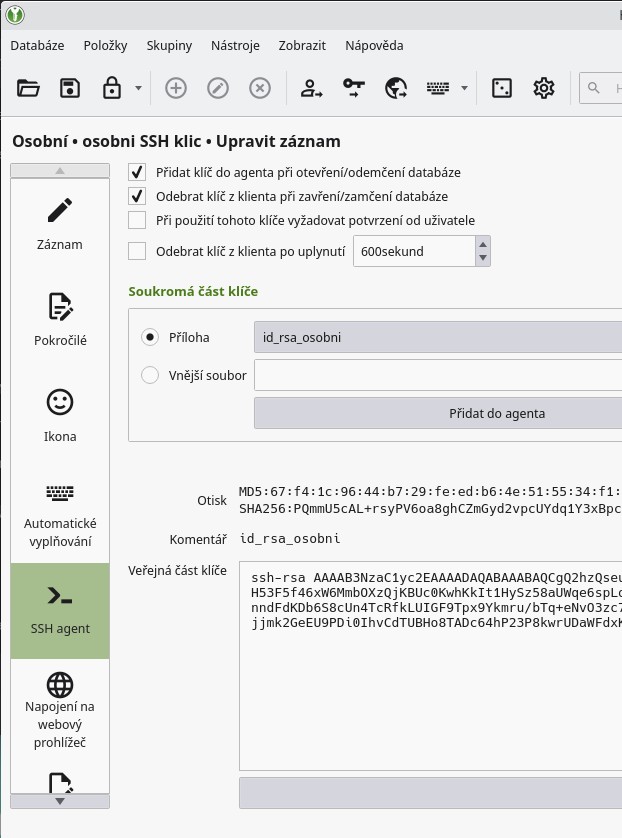 Databáze Položky Skupiny Nástroje Zobrazit Nápověda
Osobní • osobni SSH klic • Upravit záznam
Záznam
Pokročilé
Ikona
Automatické
vyplňování
SSH agent
Napojení na
webový
prohlížeč
Přidat klíč do agenta při otevření/odemčení databáze
Odebrat klíč z klienta při zavření/zamčení databáze
Při použití tohoto klíče vyžadovat potvrzení od uživatele
Odebrat klíč z klienta po uplynutí 600sekund
Soukromá část klíče
Příloha id_rsa_osobni
Vnější soubor
Přidat do agenta
Otisk
MD5:67:f4:1c:96:44:b7:29:fe:ed:b6:4e:51:55:34:f1:
SHA256:PQmmU5cAL+rsyPV6oa8ghCZmGyd2vpcUYdq1Y3xBpc
Komentář id_rsa_osobni
Veřejná část klíče
ssh-rsa AAAAB3NzaC1yc2EAAAADAQABAAABAQCgQ2hzQseu
H53F5f46xW6MmbOXzQjKBUc0KwhKkIt1HySz58aUWqe6spLo
nndFdKDb6S8cUn4TcRfkLUIGF9Tpx9Ykmru/bTq+eNvO3zc7
jjmk2GeEU9PDi0IhvCdTUBHo8TADc64hP23P8kwrUDaWFdxK